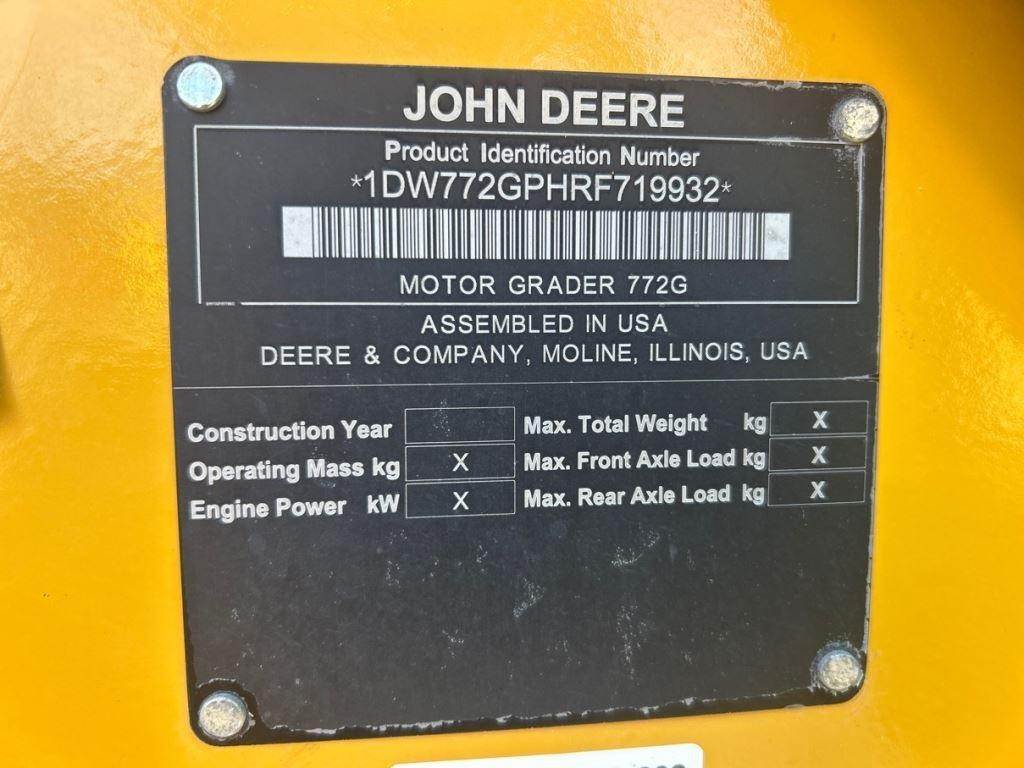 JOHN DEERE
Product Identification Number
*1DW772GPHRF719932*
MOTOR GRADER 772G
ASSEMBLED IN USA
DEERE & COMPANY, MOLINE, ILLINOIS, USA
Construction Year
Operating Mass kg X
Engine Power kW X
Max. Total Weight kg X
Max. Front Axle Load kg X
Max. Rear Axle Load kg X